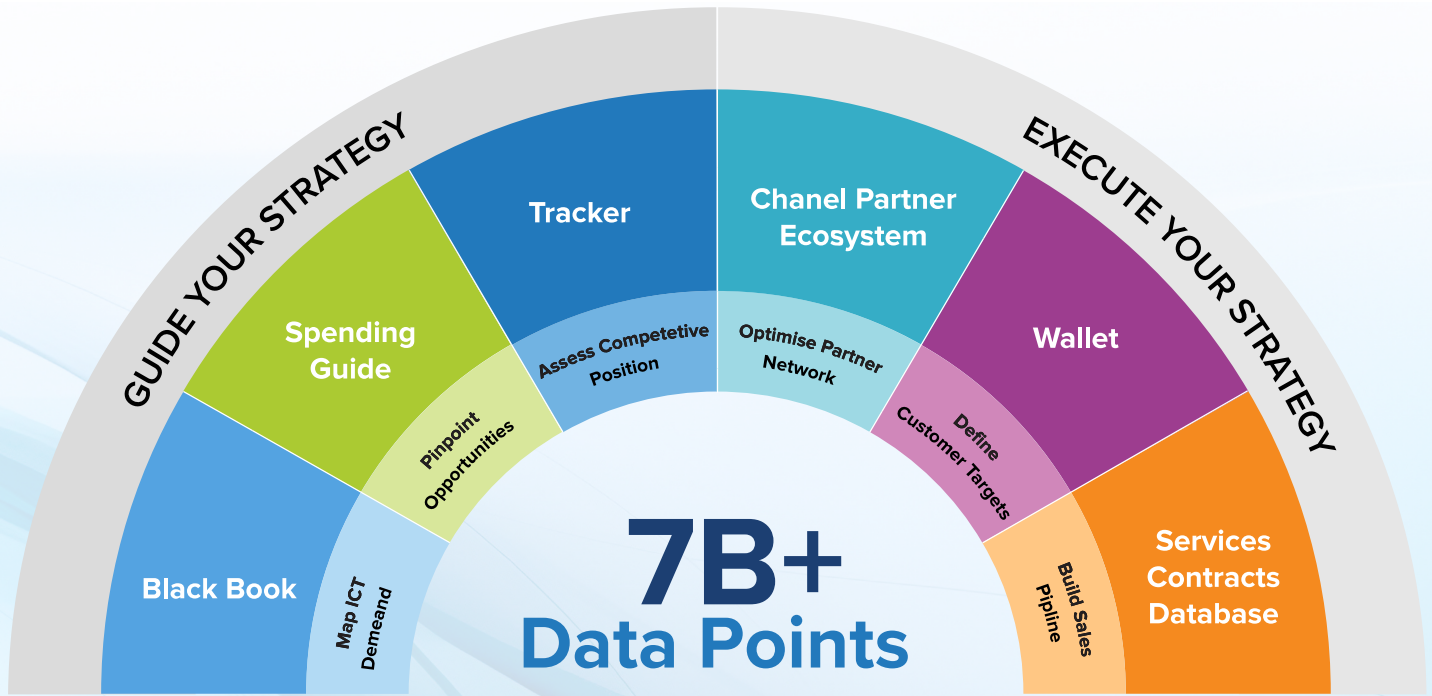 GUIDE YOUR STRATEGY
EXECUTE YOUR STRATEGY
Black Book
Map ICT
Demeand
Spending
Guide
Pinpoint
Opportunities
Tracker
Assess Competetive
Position
Chanel Partner
Ecosystem
Optimise Partner
Network
Wallet
Define
Customer Targets
Services
Contracts
Database
Build Sales
Pipline
7B+
Data Points